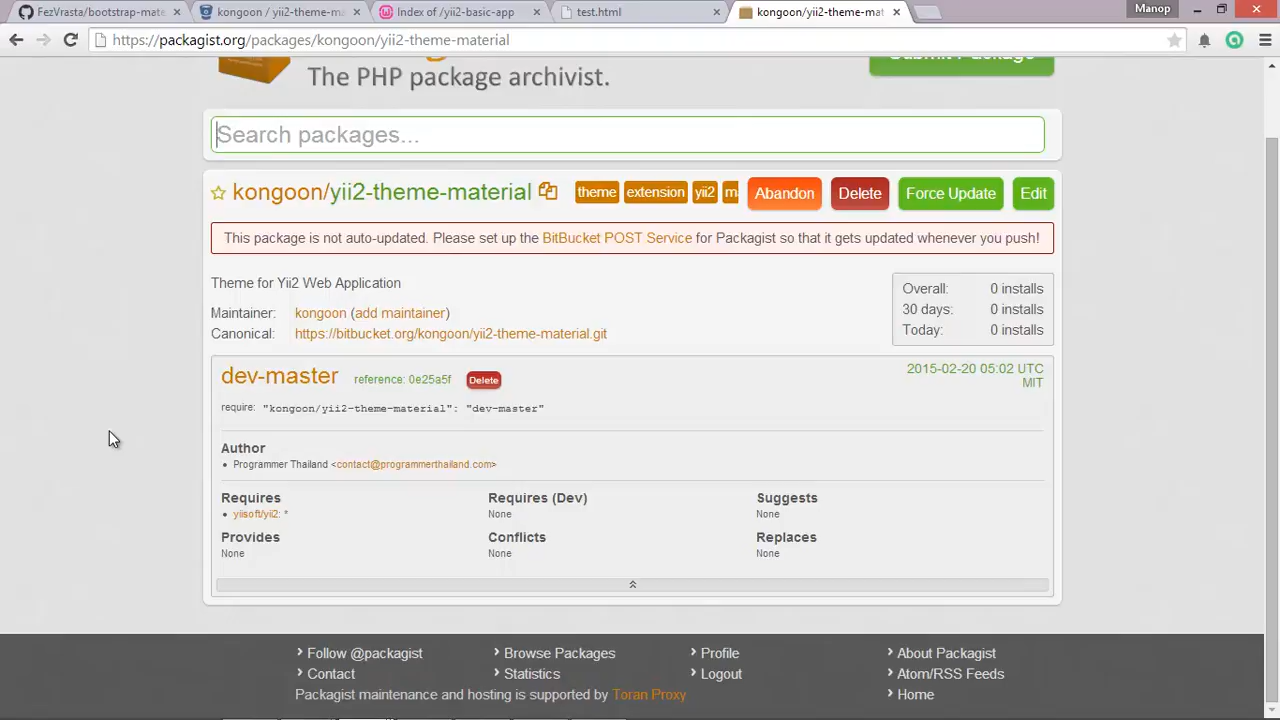 FezVrasta/bootstrap-mate
kongoon / yii2-theme-ma
Index of /yii2-basic-app
test.html
kongoon/yii2-theme-mat
Manop
https://packagist.org/packages/kongoon/yii2-theme-material
The PHP package archivist.
Submit Package
Search packages...
kongoon/yii2-theme-material
theme extension yii2 m
Abandon Delete Force Update Edit
This package is not auto-updated. Please set up the BitBucket POST Service for Packagist so that it gets updated whenever you push!
Theme for Yii2 Web Application
Maintainer: kongoon (add maintainer)
Canonical: https://bitbucket.org/kongoon/yii2-theme-material.git
Overall: 0 installs
30 days: 0 installs
Today: 0 installs
dev-master reference: 0e25a5f Delete
2015-02-20 05:02 UTC
MIT
require: "kongoon/yii2-theme-material": "dev-master"
Author
• Programmer Thailand <contact@programmerthailand.com>
Requires
• yiisoft/yii2: *
Requires (Dev)
None
Suggests
None
Provides
None
Conflicts
None
Replaces
None
Follow @packagist
Contact
Browse Packages
Statistics
Profile
Logout
About Packagist
Atom/RSS Feeds
Home
Packagist maintenance and hosting is supported by Toran Proxy